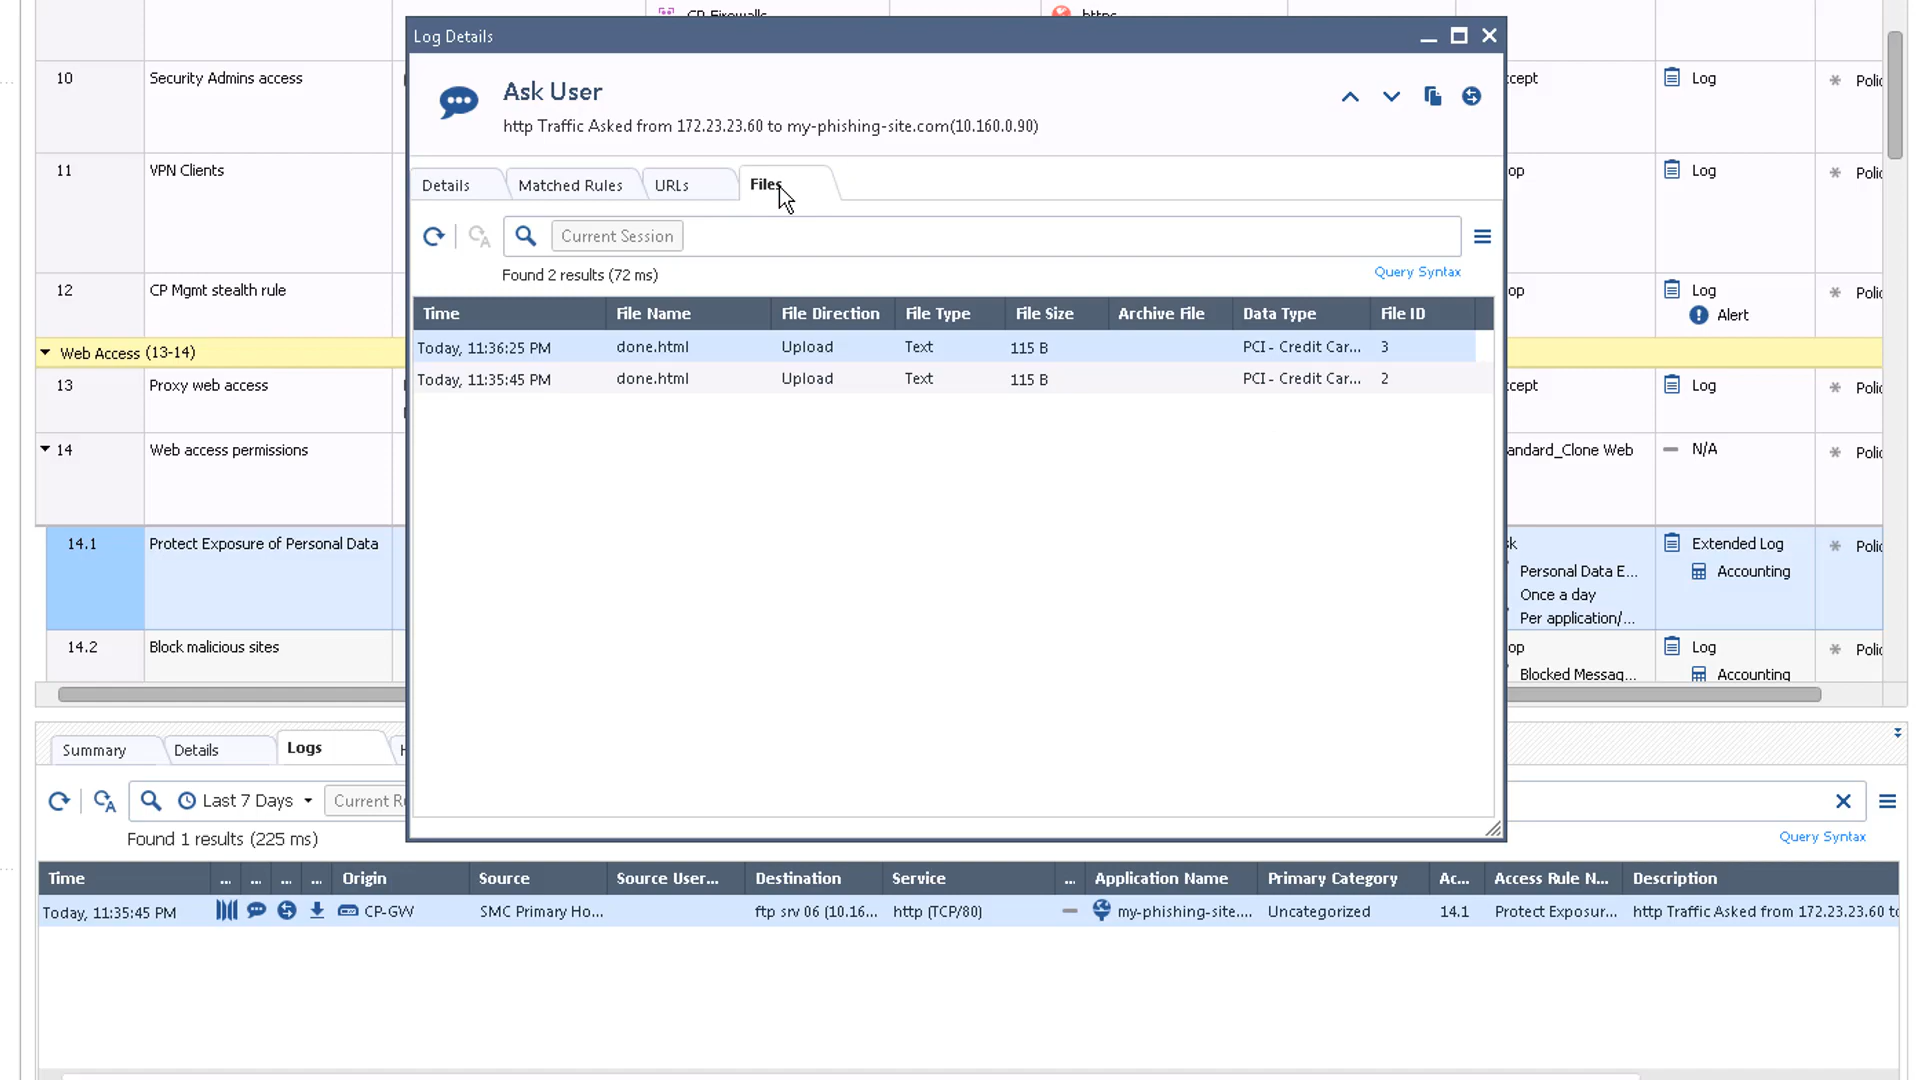 CP-Firewalls
https
10 Security Admins access
Log
11 VPN Clients
Log
12 CP Mgmt stealth rule
Log
Alert
Web Access (13-14)
13 Proxy web access
Log
14 Web access permissions
N/A
14.1 Protect Exposure of Personal Data
Extended Log
Personal Data E...
Accounting
Once a day
Per application/...
14.2 Block malicious sites
Log
Blocked Messag...
Accounting
Log Details
Ask User
http Traffic Asked from 172.23.23.60 to my-phishing-site.com(10.160.0.90)
Details Matched Rules URLs Files
Current Session
Found 2 results (72 ms)
Query Syntax
Time File Name File Direction File Type File Size Archive File Data Type File ID
Today, 11:36:25 PM done.html Upload Text 115 B PCI - Credit Car... 3
Today, 11:35:45 PM done.html Upload Text 115 B PCI - Credit Car... 2
Summary Details Logs
Last 7 Days Current R
Found 1 results (225 ms)
Query Syntax
Time ... ... ... ... Origin Source Source User... Destination Service ... Application Name Primary Category Ac... Access Rule N... Description
Today, 11:35:45 PM CP-GW SMC Primary Ho... ftp srv 06 (10.16... http (TCP/80) my-phishing-site.... Uncategorized 14.1 Protect Exposur... http Traffic Asked from 172.23.23.60 to